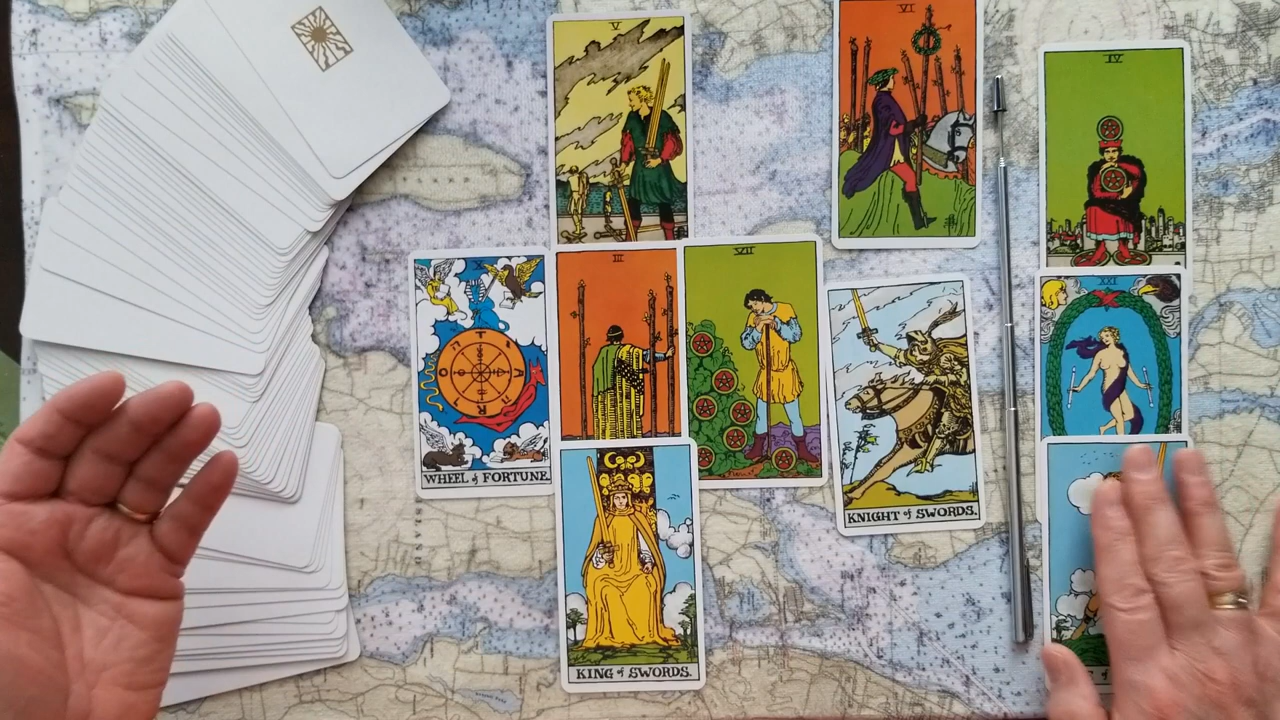 V
VI
IV
X
III
VII
XXI
WHEEL of FORTUNE.
KNIGHT of SWORDS.
KING of SWORDS.